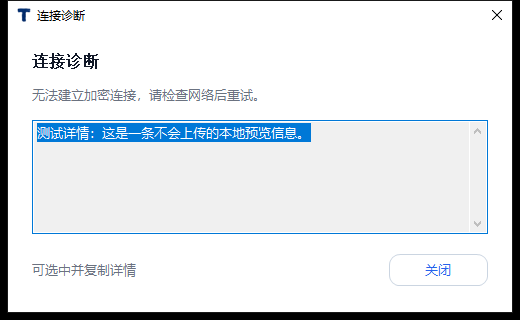 T 连接诊断
连接诊断
无法建立加密连接，请检查网络后重试。
测试详情：这是一条不会上传的本地预览信息。
可选中并复制详情
关闭